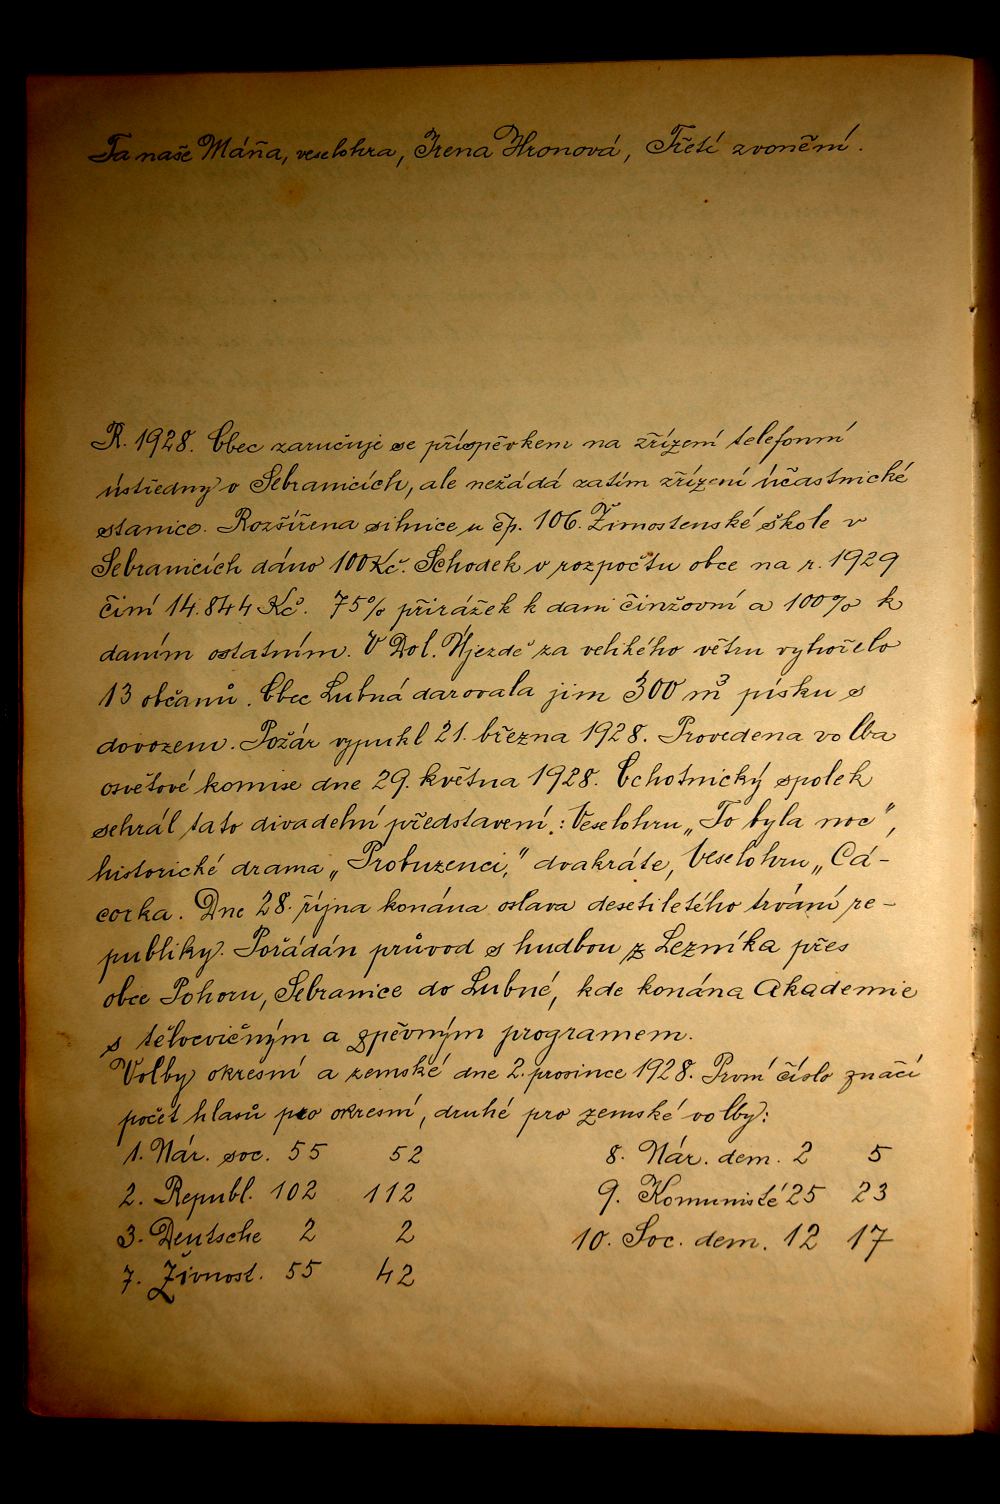 Ta naše Máňa, veselohra, Irena Hronová, Třetí zvonění.
R. 1928. Obec zaručuje se příspěvkem na zřízení telefonní
ústředny v Sebranicích, ale nežádá zatím zřízení účastnické
stanice. Rozšířena silnice u čp. 106. Živnostenské škole v
Sebranicích dáno 100 Kč. Schodek v rozpočtu obce na r. 1929
činí 14.844 Kč. 75% přirážek k dani činžovní a 100% k
daním ostatním. V Dol. Újezdě za velikého větru vyhořelo
13 občanů. Obec Lubná darovala jim 300 m³ písku s
dovozem. Požár vypukl 21. března 1928. Provedena volba
osvětové komise dne 29. května 1928. Ochotnický spolek
sehrál tato divadelní představení: Veselohru „To byla noc",
historické drama „Probuzenci," dvakráte, Veselohru „Cá-
corka. Dne 28. října konána oslava desetiletého trvání re-
publiky. Pořádán průvod s hudbou z Lezníka přes
obce Pohoru, Sebranice do Lubné, kde konána Akademie
s tělocvičným a zpěvným programem.
Volby okresní a zemské dne 2. prosince 1928. První číslo značí
počet hlasů pro okresní, druhé pro zemské volby:
1. Nár. soc. 55 52 8. Nár. dem. 2 5
2. Republ. 102 112 9. Komunisté 25 23
3. Deutsche 2 2 10. Soc. dem. 12 17
7. Živnost. 55 42